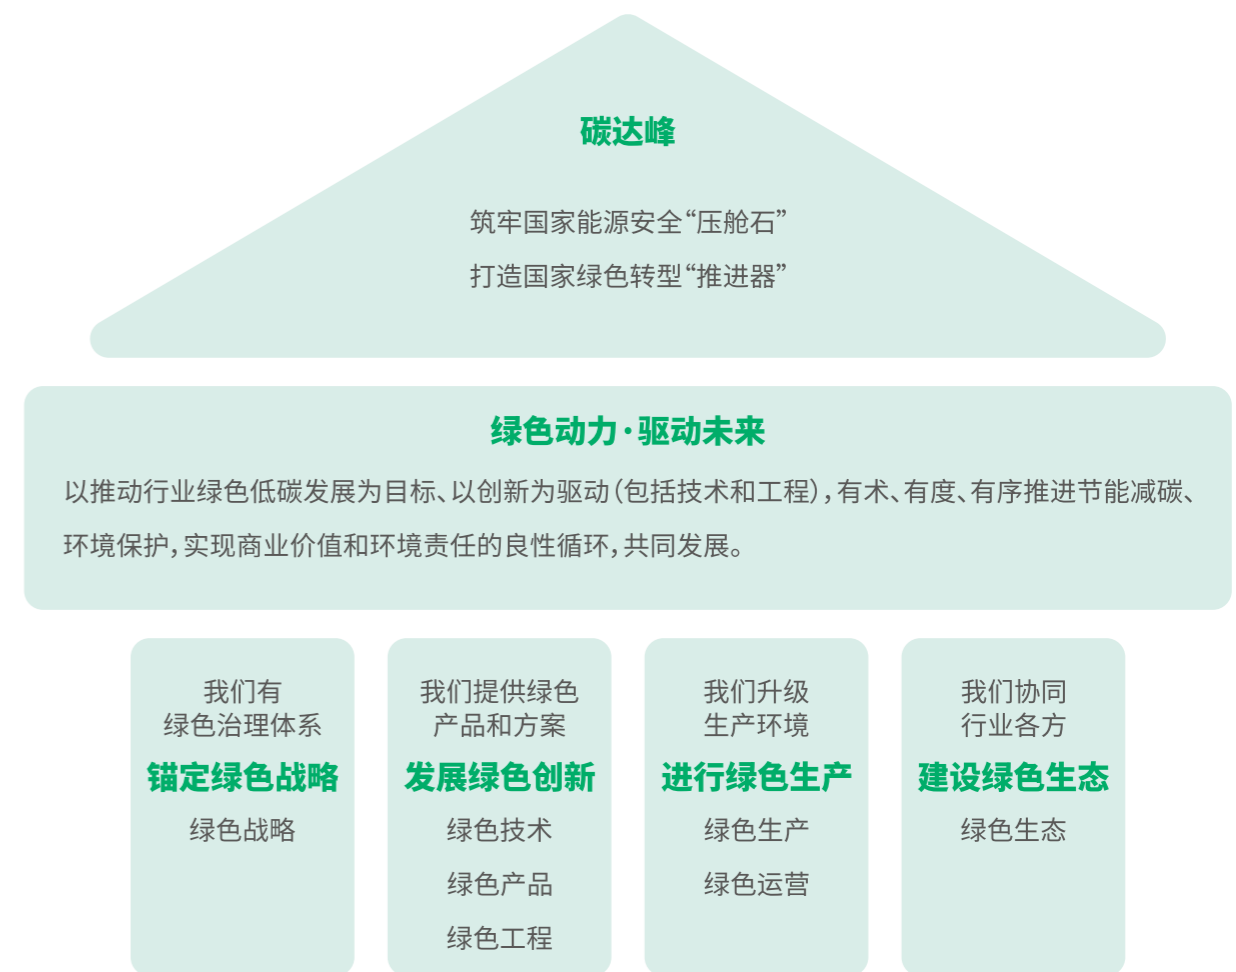 碳达峰
筑牢国家能源安全“压舱石”
打造国家绿色转型“推进器”
绿色动力·驱动未来
以推动行业绿色低碳发展为目标、以创新为驱动（包括技术和工程），有术、有度、有序推进节能减碳、
环境保护，实现商业价值和环境责任的良性循环，共同发展。
我们有
绿色治理体系
锚定绿色战略
绿色战略
我们提供绿色
产品和方案
发展绿色创新
绿色技术
绿色产品
绿色工程
我们升级
生产环境
进行绿色生产
绿色生产
绿色运营
我们协同
行业各方
建设绿色生态
绿色生态